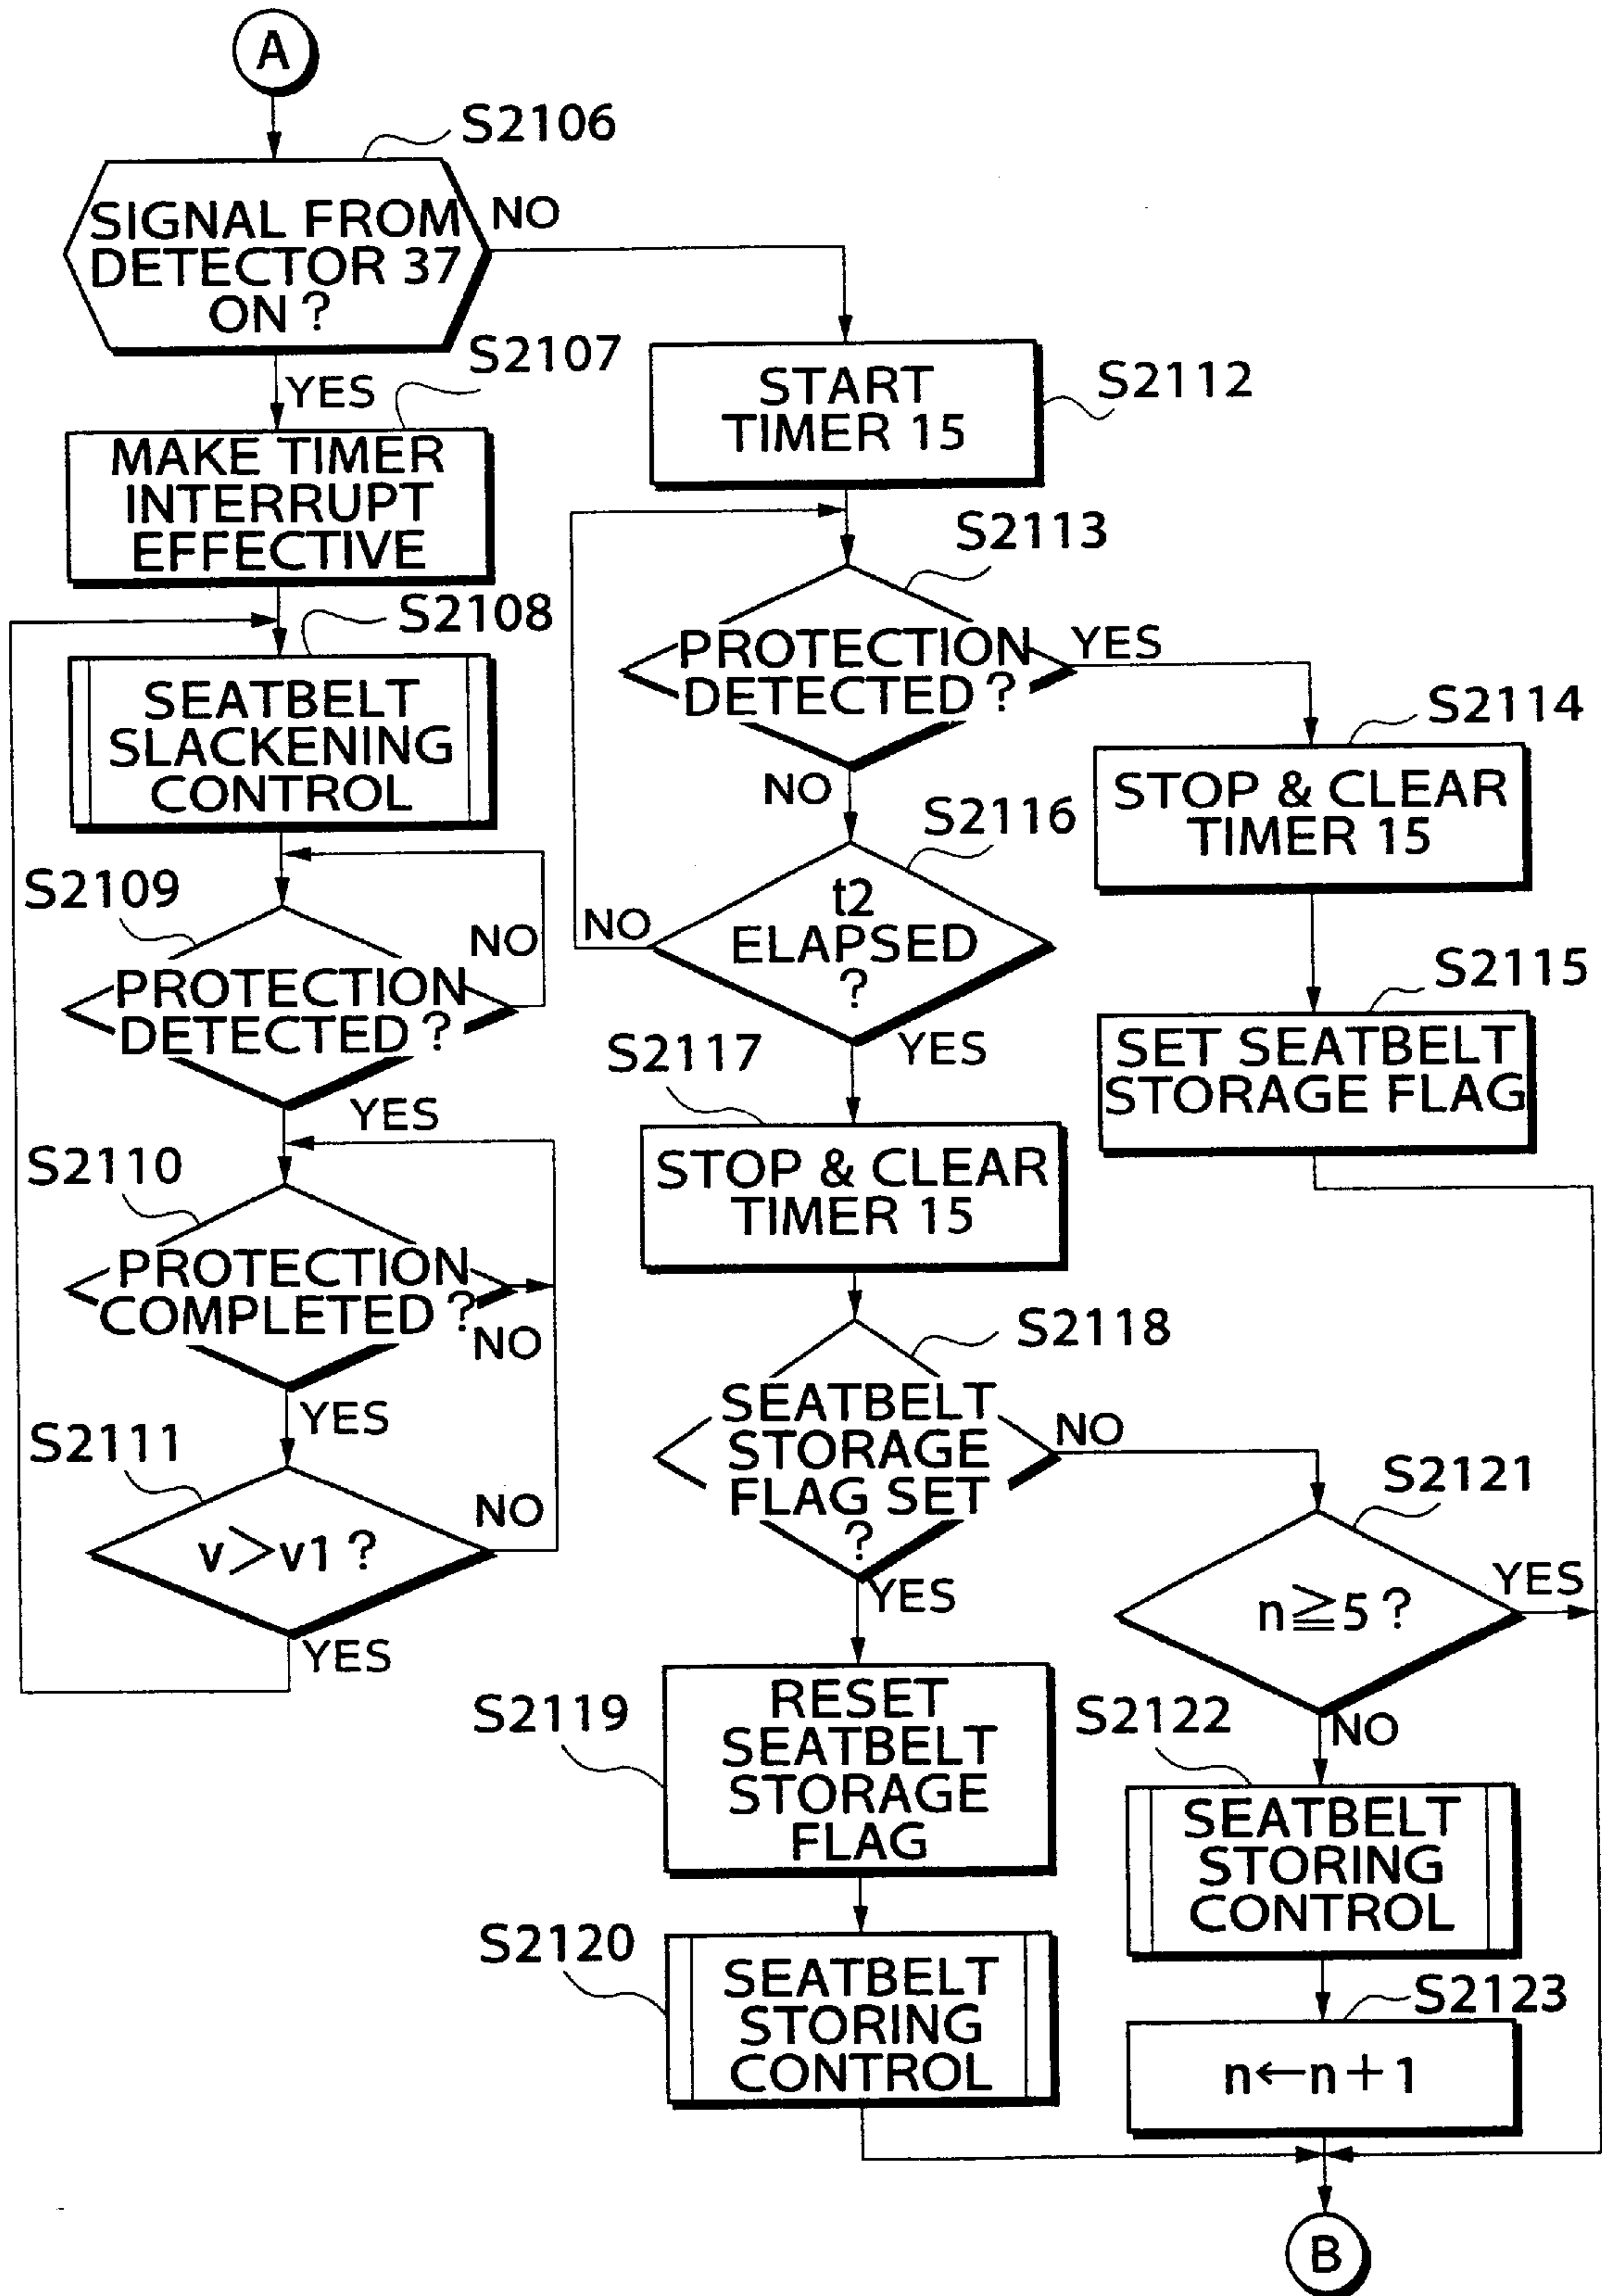 A
S2106
SIGNAL FROM
DETECTOR 37
ON ?
NO
YES
S2107
MAKE TIMER
INTERRUPT
EFFECTIVE
S2108
SEATBELT
SLACKENING
CONTROL
S2109
PROTECTION
DETECTED ?
NO
YES
S2110
PROTECTION
COMPLETED ?
NO
YES
S2111
v>v1 ?
NO
YES
START
TIMER 15
S2112
S2113
PROTECTION
DETECTED ?
YES
NO
S2114
STOP & CLEAR
TIMER 15
S2115
SET SEATBELT
STORAGE FLAG
S2116
t2
ELAPSED
?
NO
YES
S2117
STOP & CLEAR
TIMER 15
S2118
SEATBELT
STORAGE
FLAG SET
?
NO
YES
S2119
RESET
SEATBELT
STORAGE
FLAG
S2120
SEATBELT
STORING
CONTROL
S2121
n≧5 ?
YES
NO
S2122
SEATBELT
STORING
CONTROL
S2123
n←n+1
B